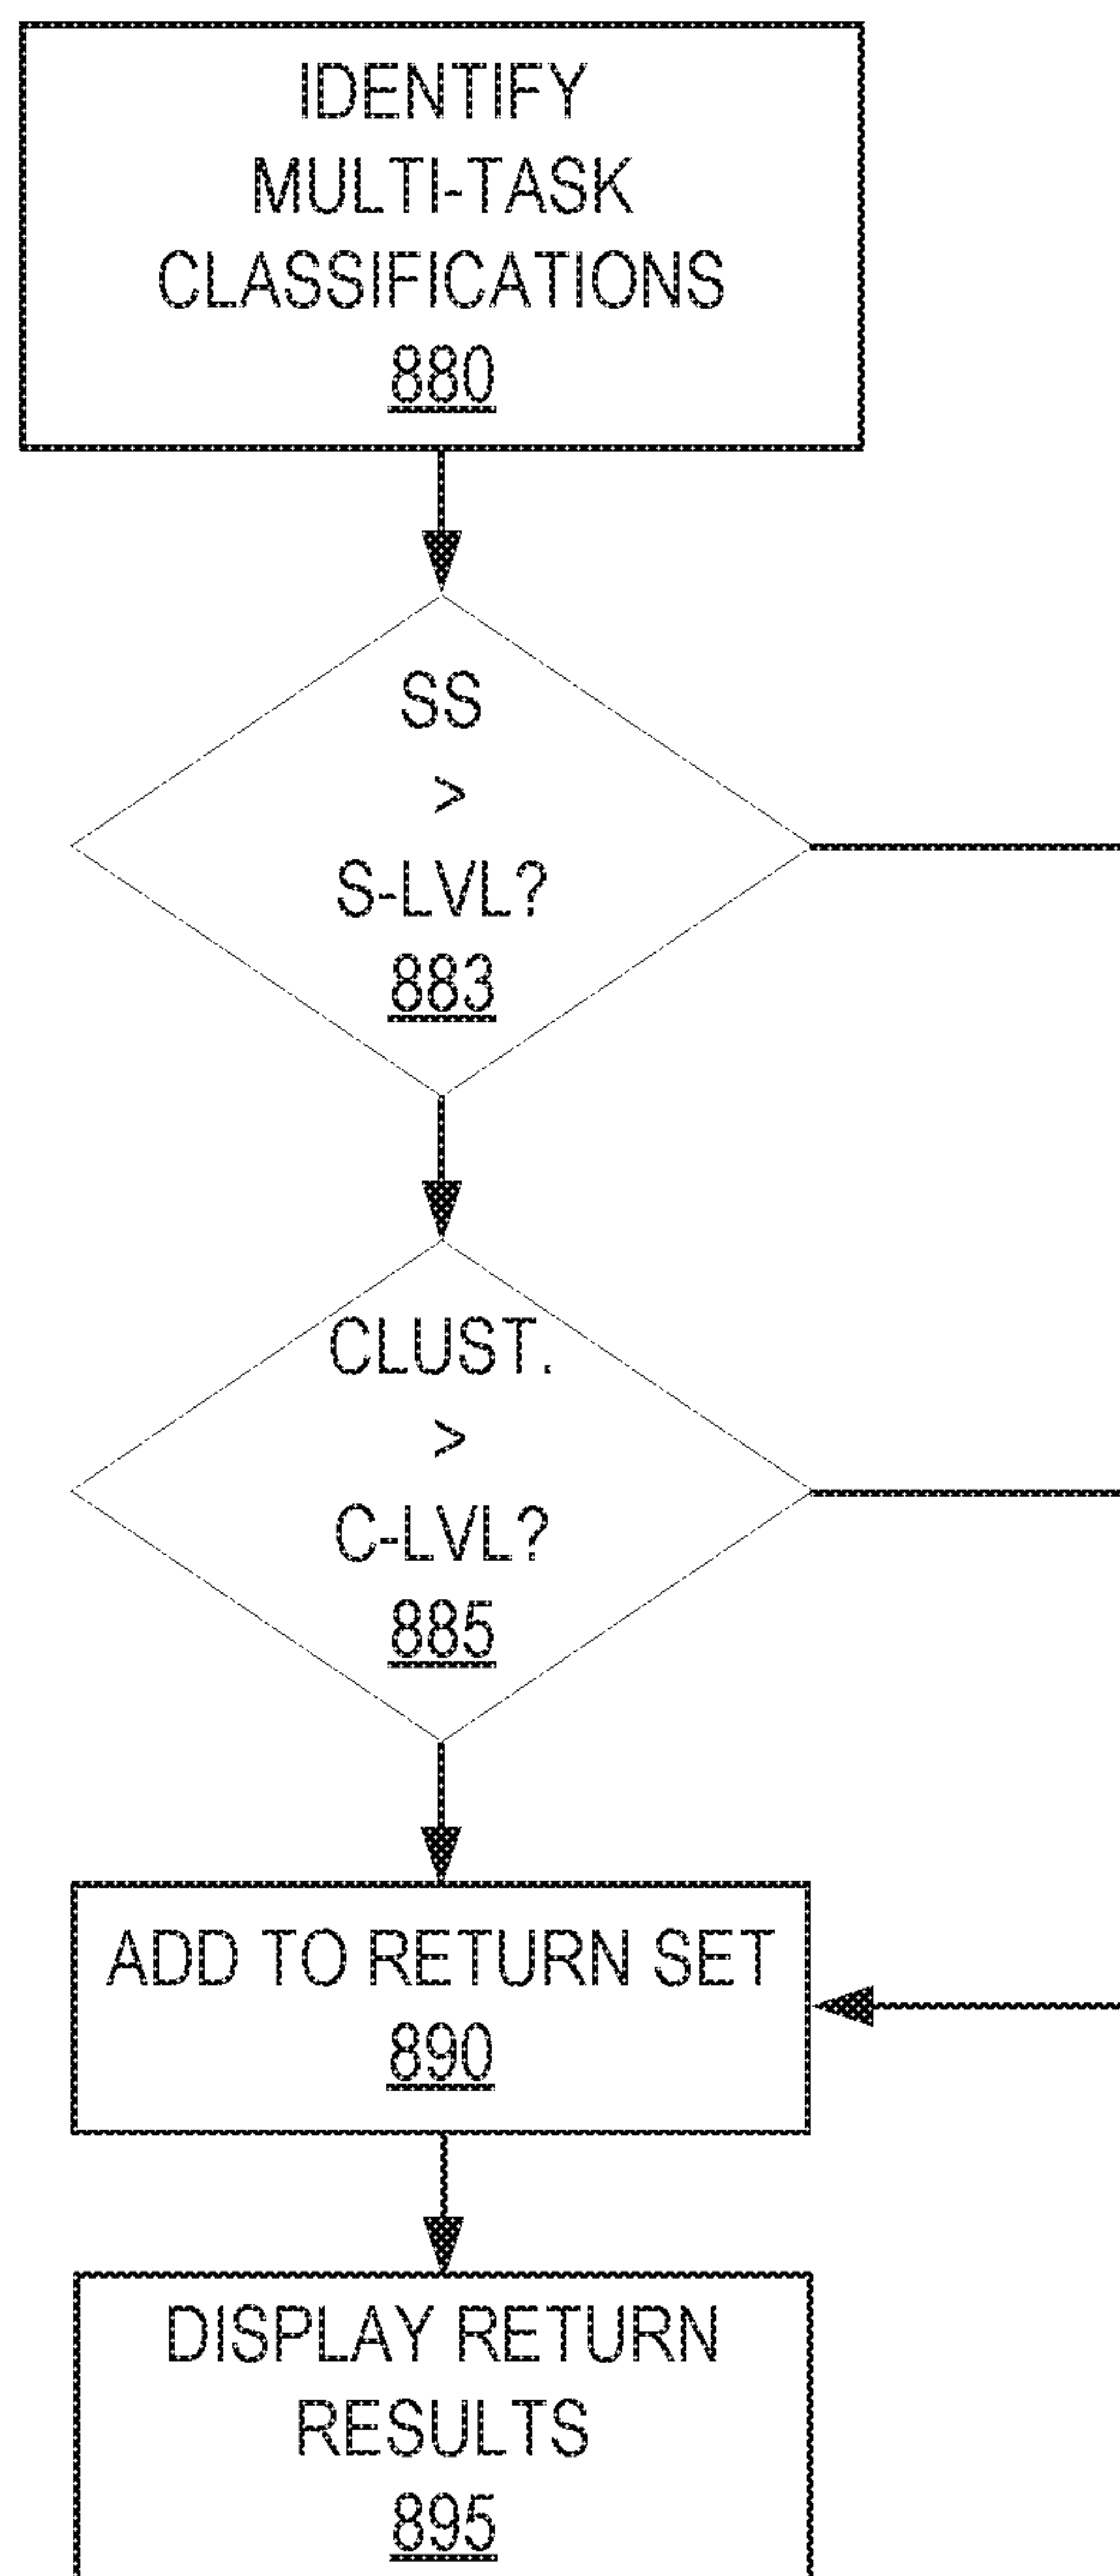 IDENTIFY
MULTI-TASK
CLASSIFICATIONS
880
SS
>
S-LVL?
883
CLUST.
>
C-LVL?
885
ADD TO RETURN SET
890
DISPLAY RETURN
RESULTS
895